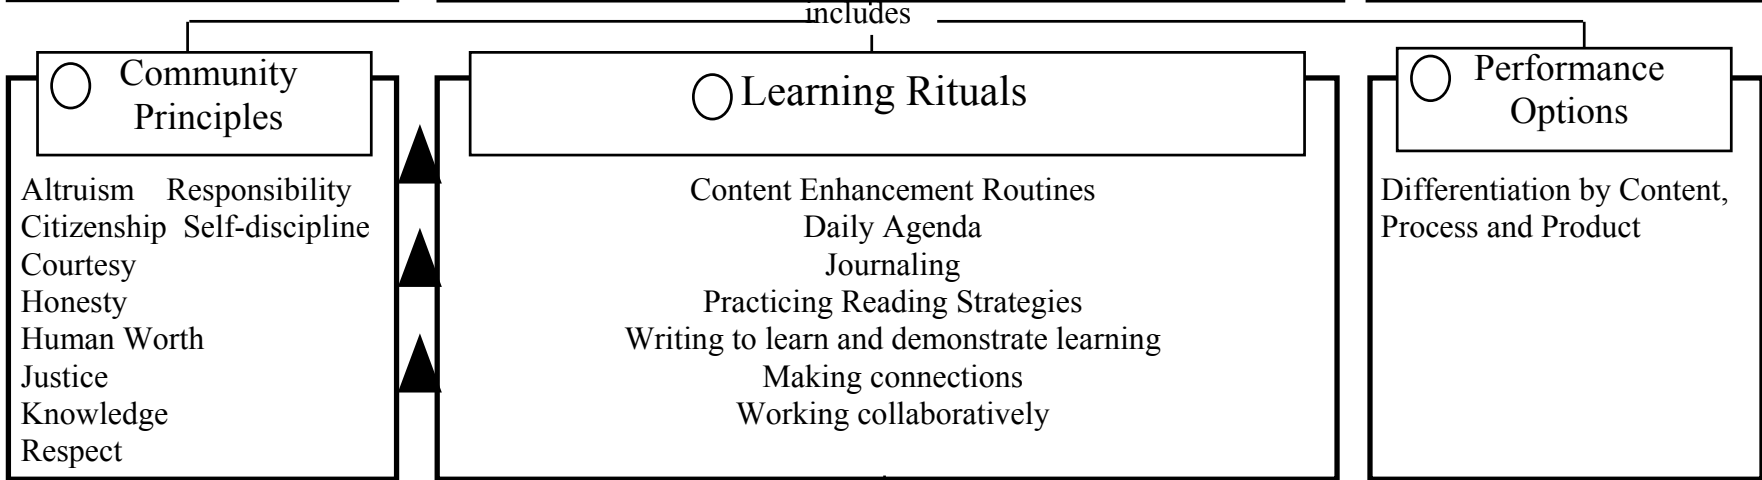 includes
Community
Principles
Altruism Responsibility
Citizenship Self-discipline
Courtesy
Honesty
Human Worth
Justice
Knowledge
Respect
Learning Rituals
Content Enhancement Routines
Daily Agenda
Journaling
Practicing Reading Strategies
Writing to learn and demonstrate learning
Making connections
Working collaboratively
Performance
Options
Differentiation by Content,
Process and Product